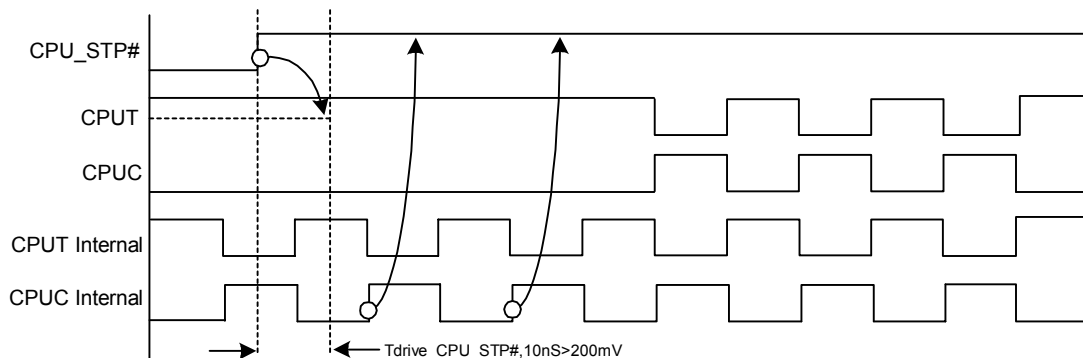 CPU_STP#
CPUT
CPUC
CPUT Internal
CPUC Internal
Tdrive_CPU_STP#,10nS>200mV